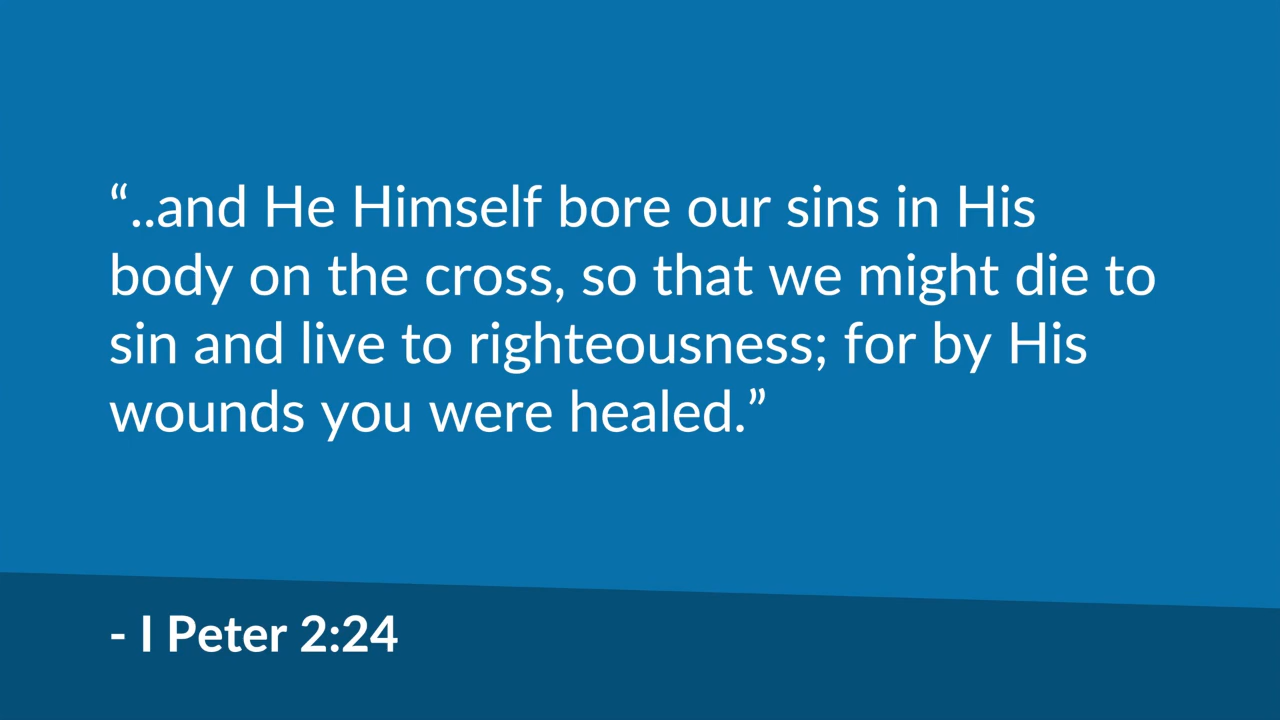 “..and He Himself bore our sins in His
body on the cross, so that we might die to
sin and live to righteousness; for by His
wounds you were healed.”
- I Peter 2:24